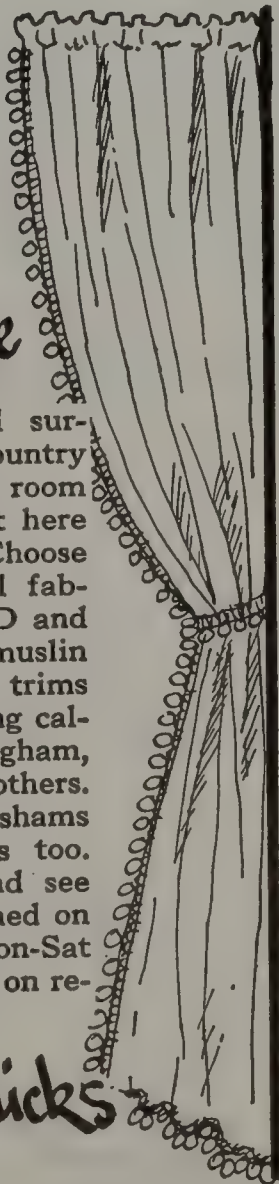 e
sur-
ountry
room
t here
Choose
l fab-
D and
muslin
trims
ng cal-
gham,
others.
shams
s too.
nd see
ned on
on-Sat
on re-
icks